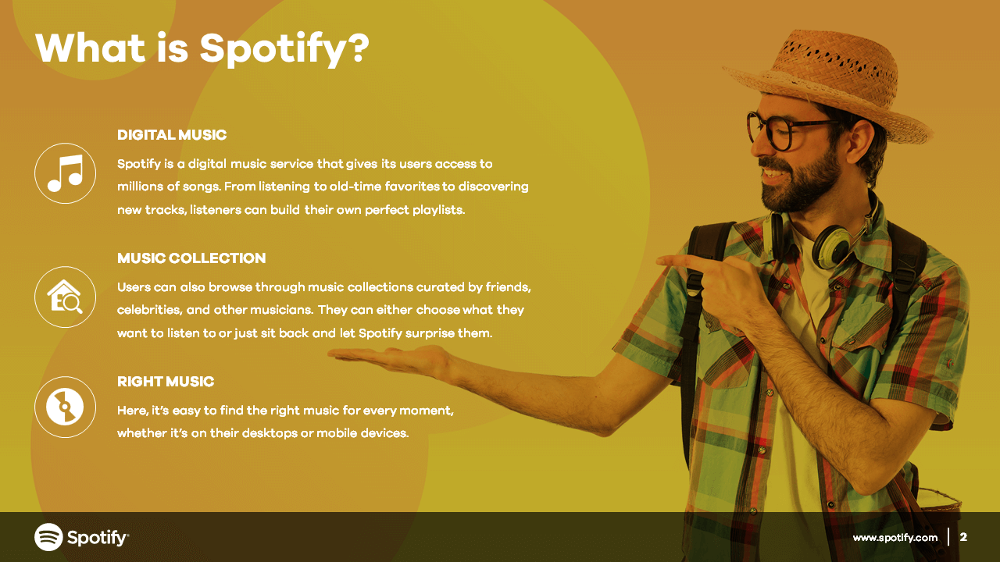 What is Spotify?
DIGITAL MUSIC
Spotify is a digital music service that gives its users access to
millions of songs. From listening to old-time favorites to discovering
new tracks, listeners can build their own perfect playlists.
MUSIC COLLECTION
Users can also browse through music collections curated by friends,
celebrities, and other musicians. They can either choose what they
want to listen to or just sit back and let Spotify surprise them.
RIGHT MUSIC
Here, it's easy to find the right music for every moment,
whether it's on their desktops or mobile devices.
Spotify®
www.spotify.com | 2